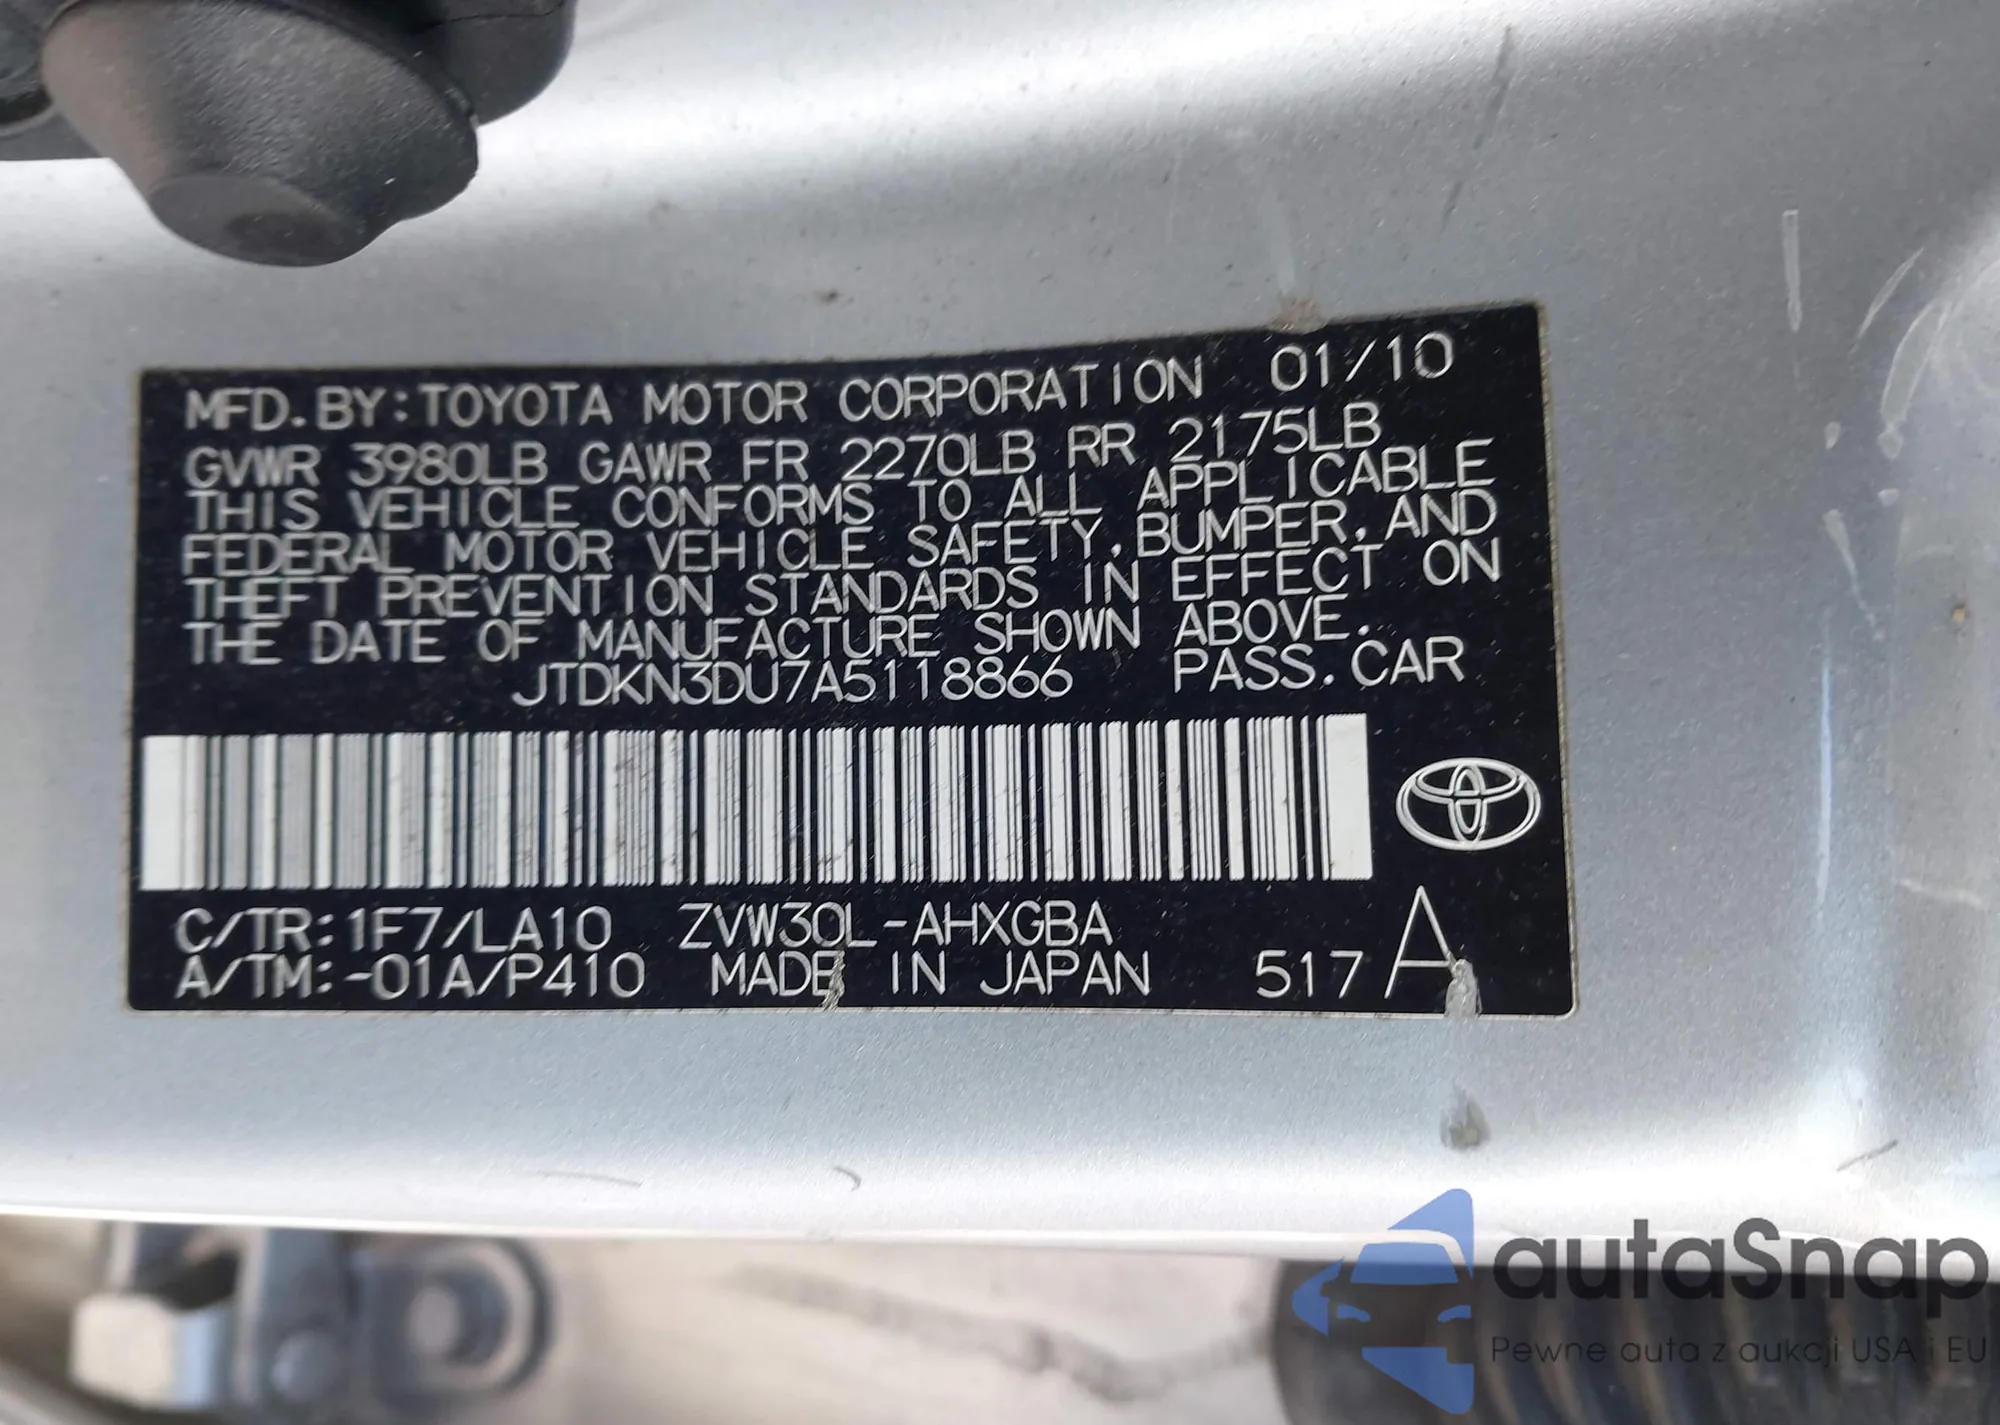 MFD.BY:TOYOTA MOTOR CORPORATION 01/10
GVWR 3980LB GAWR FR 2270LB RR 2175LB
THIS VEHICLE CONFORMS TO ALL APPLICABLE
FEDERAL MOTOR VEHICLE SAFETY,BUMPER,AND
THEFT PREVENTION STANDARDS IN EFFECT ON
THE DATE OF MANUFACTURE SHOWN ABOVE.
JTDKN3DU7A5118866 PASS.CAR
C/TR:1F7/LA10 ZVW30L-AHXGBA
A/TM:-01A/P410 MADE IN JAPAN 517 A
autaSnap
Pewne auta z aukcji USA i EU